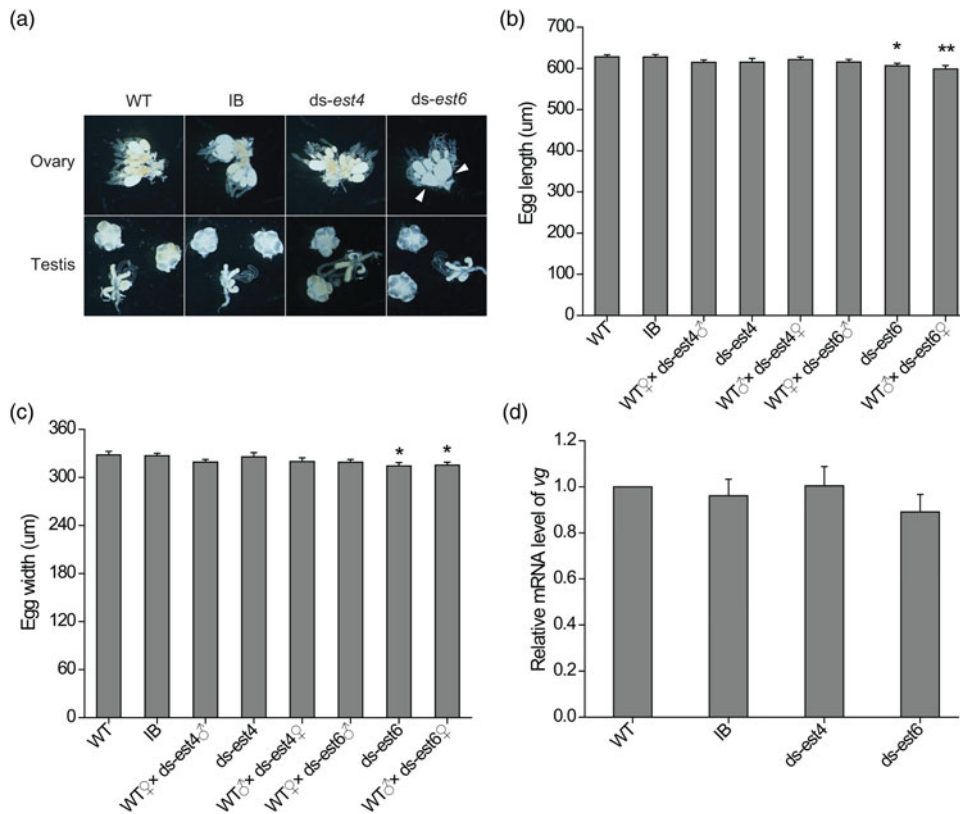 (a)
WT IB ds-est4 ds-est6
Ovary
Testis
(b)
Egg length (um)
700
600
500
400
300
200
100
0
* **
WT IB WT♀× ds-est4♂ ds-est4 WT♂× ds-est4♀ WT♀× ds-est6♂ ds-est6 WT♂× ds-est6♀
(c)
Egg width (um)
360
300
240
180
120
60
0
* *
WT IB WT♀× ds-est4♂ ds-est4 WT♂× ds-est4♀ WT♀× ds-est6♂ ds-est6 WT♂× ds-est6♀
(d)
Relative mRNA level of vg
1.2
1.0
0.8
0.6
0.4
0.2
0.0
WT IB ds-est4 ds-est6